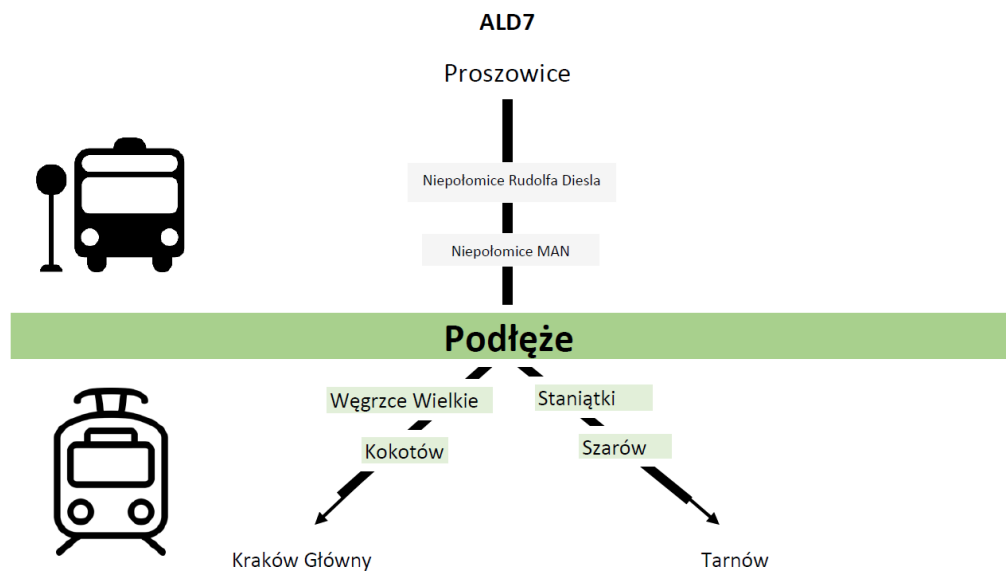 ALD7
Proszowice
Niepołomice Rudolfa Diesla
Niepołomice MAN
Podłęże
Węgrzce Wielkie
Staniątki
Kokotów
Szarów
Kraków Główny
Tarnów